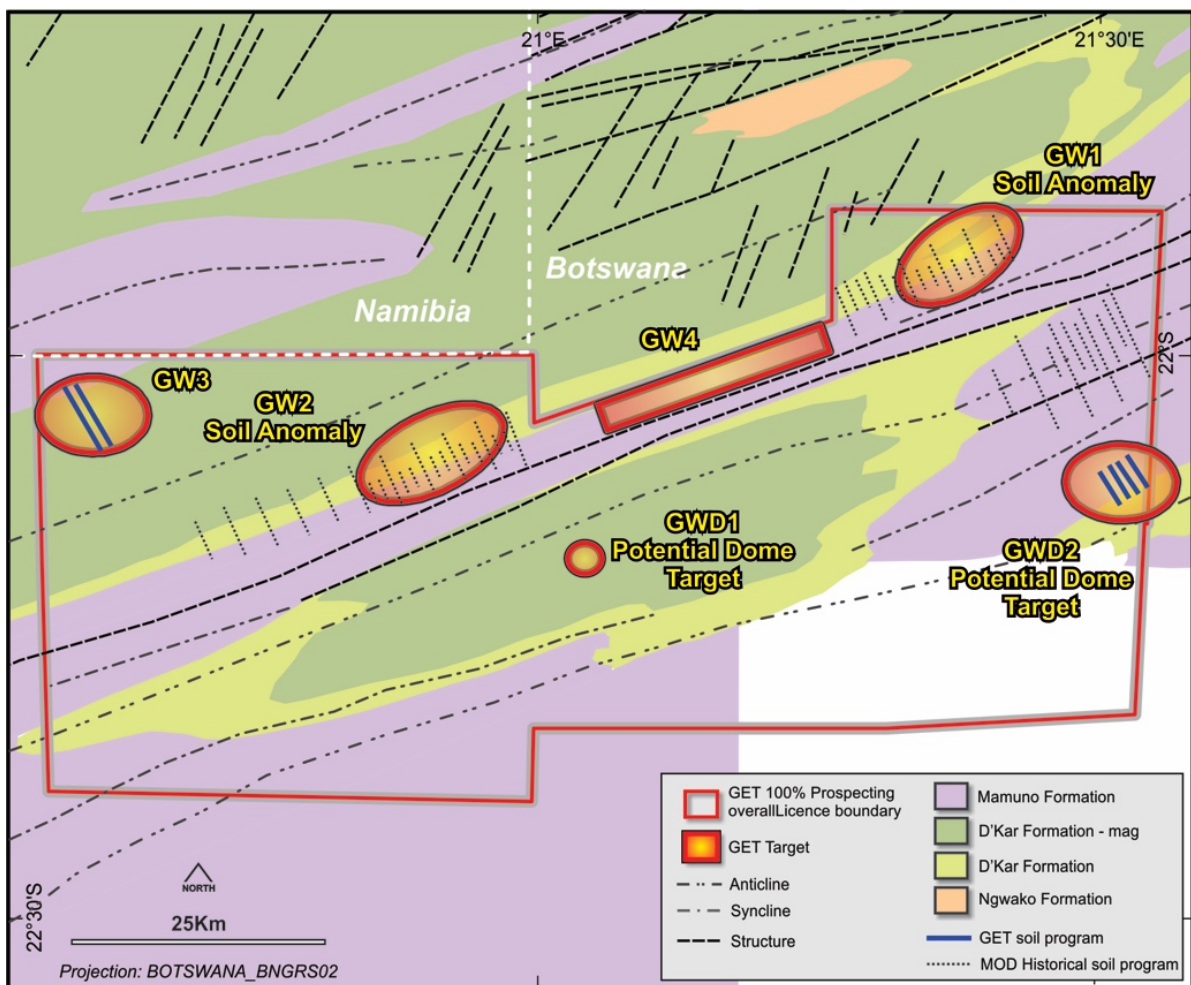 21°E
21°30'E
GW1
Soil Anomaly
Botswana
Namibia
GW4
22°S
GW3
GW2
Soil Anomaly
GWD1
Potential Dome
Target
GWD2
Potential Dome
Target
GET 100% Prospecting
overallLicence boundary
GET Target
Anticline
Syncline
Structure
Mamuno Formation
D'Kar Formation - mag
D'Kar Formation
Ngwako Formation
GET soil program
MOD Historical soil program
22°30'S
NORTH
25Km
Projection: BOTSWANA_BNGRS02